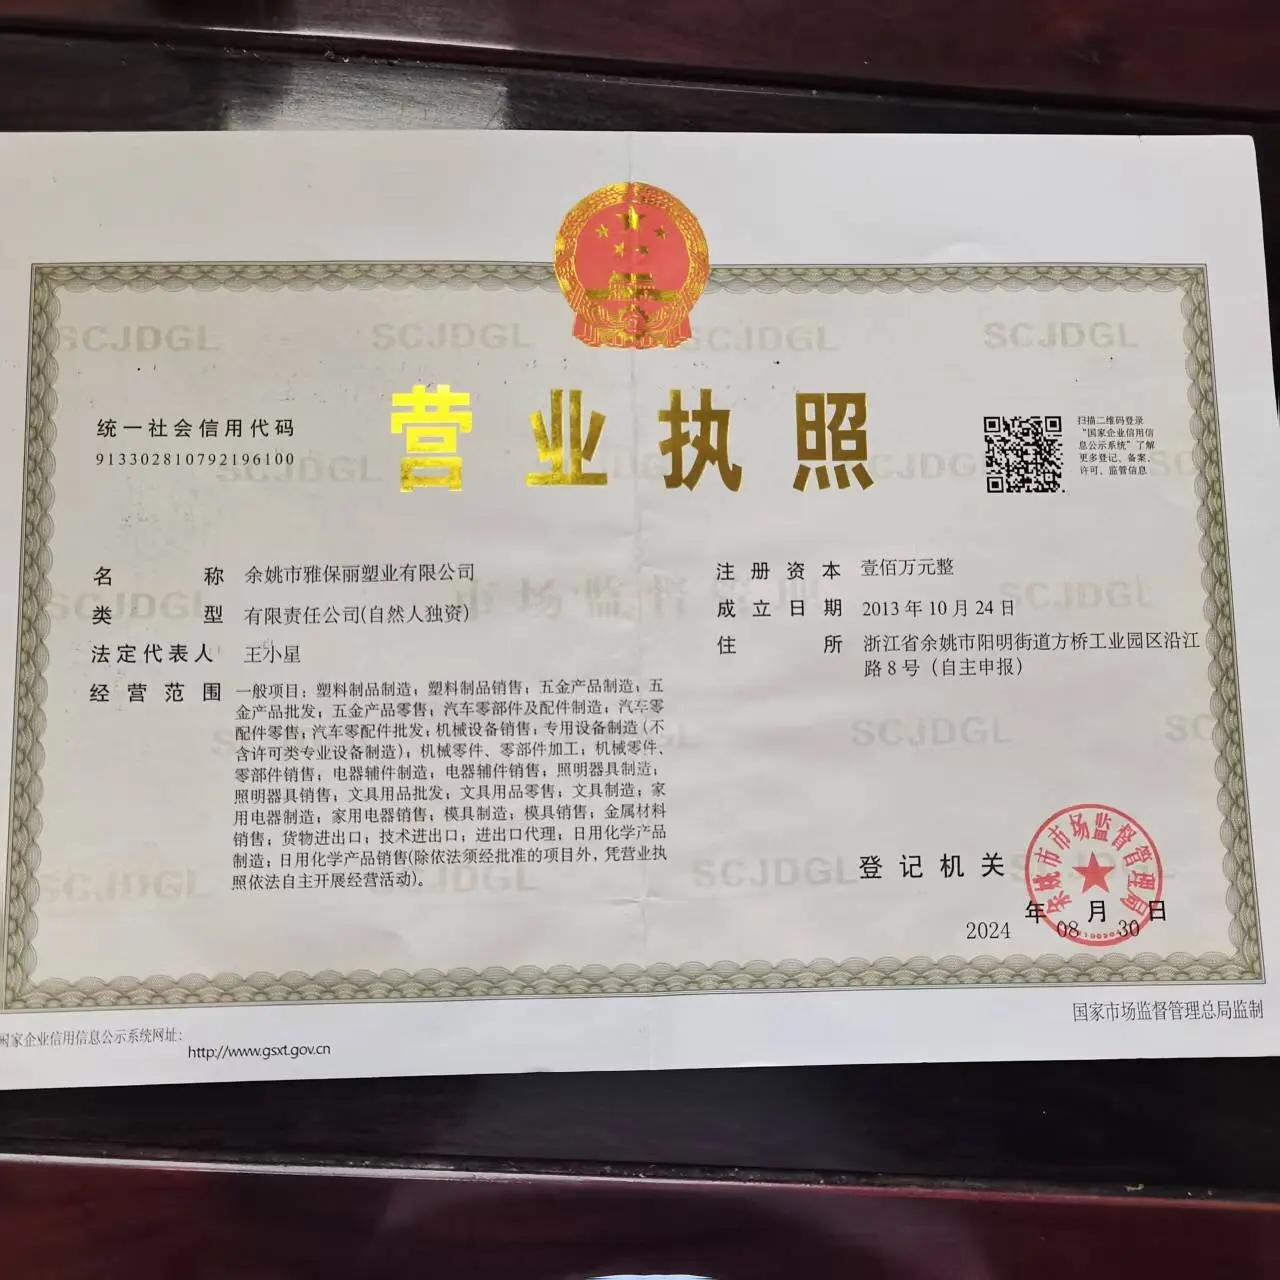 SCJDGL SCJDGL SCJDGL SCJDGL
营业执照
统一社会信用代码
913302810792196100
扫描二维码登录
“国家企业信用信
息公示系统”了解
更多登记、备案、
许可、监管信息
名称 余姚市雅保丽塑业有限公司
类型 有限责任公司(自然人独资)
法定代表人 王小星
经营范围 一般项目：塑料制品制造；塑料制品销售；五金产品制造；五
金产品批发；五金产品零售；汽车零部件及配件制造；汽车零
配件零售；汽车零配件批发；机械设备销售；专用设备制造（不
含许可类专业设备制造）；机械零件、零部件加工；机械零件、
零部件销售；电器辅件制造；电器辅件销售；照明器具制造；
照明器具销售；文具用品批发；文具用品零售；文具制造；家
用电器制造；家用电器销售；模具制造；模具销售；金属材料
销售；货物进出口；技术进出口；进出口代理；日用化学产品
制造；日用化学产品销售(除依法须经批准的项目外，凭营业执
照依法自主开展经营活动)。
注册资本 壹佰万元整
成立日期 2013年10月24日
住所 浙江省余姚市阳明街道方桥工业园区沿江
路8号（自主申报）
市场监督管理
登记机关
余姚市市场监督管理局
2024年08月30日
国家企业信用信息公示系统网址：
http://www.gsxt.gov.cn
国家市场监督管理总局监制